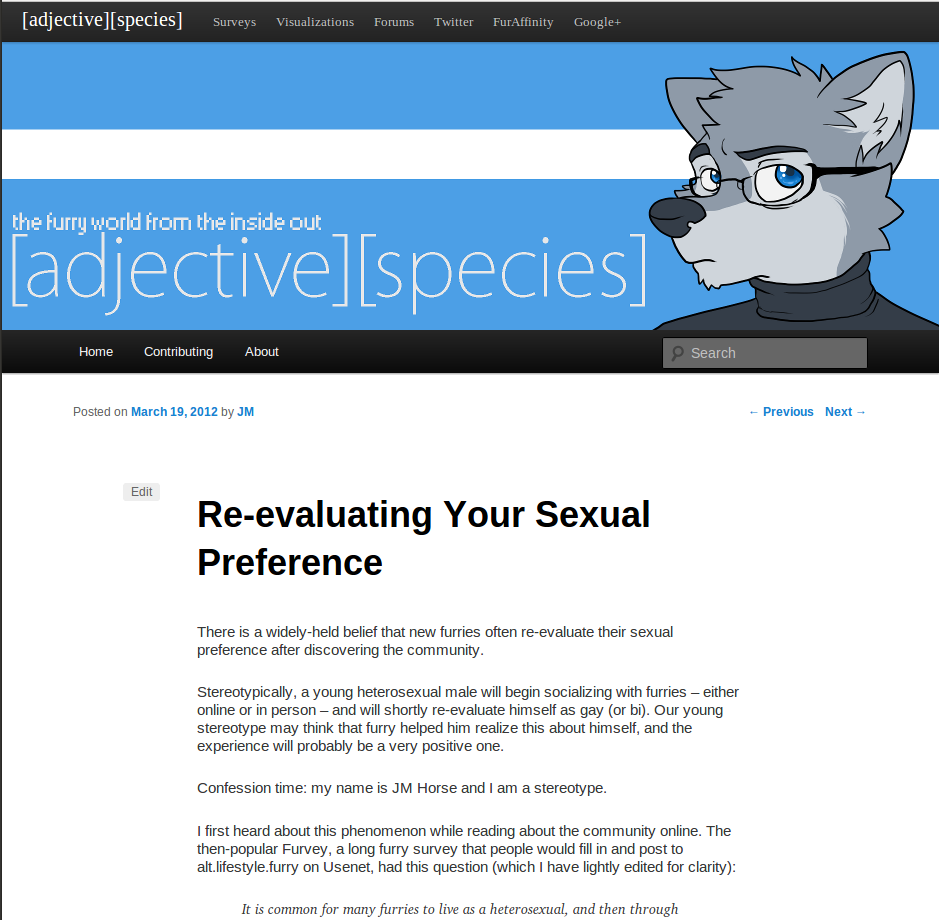 [adjective][species] Surveys Visualizations Forums Twitter FurAffinity Google+
the furry world from the inside out
[adjective][species]
Home Contributing About Search
Posted on March 19, 2012 by JM ← Previous Next →
Edit
Re-evaluating Your Sexual
Preference
There is a widely-held belief that new furries often re-evaluate their sexual
preference after discovering the community.
Stereotypically, a young heterosexual male will begin socializing with furries – either
online or in person – and will shortly re-evaluate himself as gay (or bi). Our young
stereotype may think that furry helped him realize this about himself, and the
experience will probably be a very positive one.
Confession time: my name is JM Horse and I am a stereotype.
I first heard about this phenomenon while reading about the community online. The
then-popular Furvey, a long furry survey that people would fill in and post to
alt.lifestyle.furry on Usenet, had this question (which I have lightly edited for clarity):
It is common for many furries to live as a heterosexual, and then through